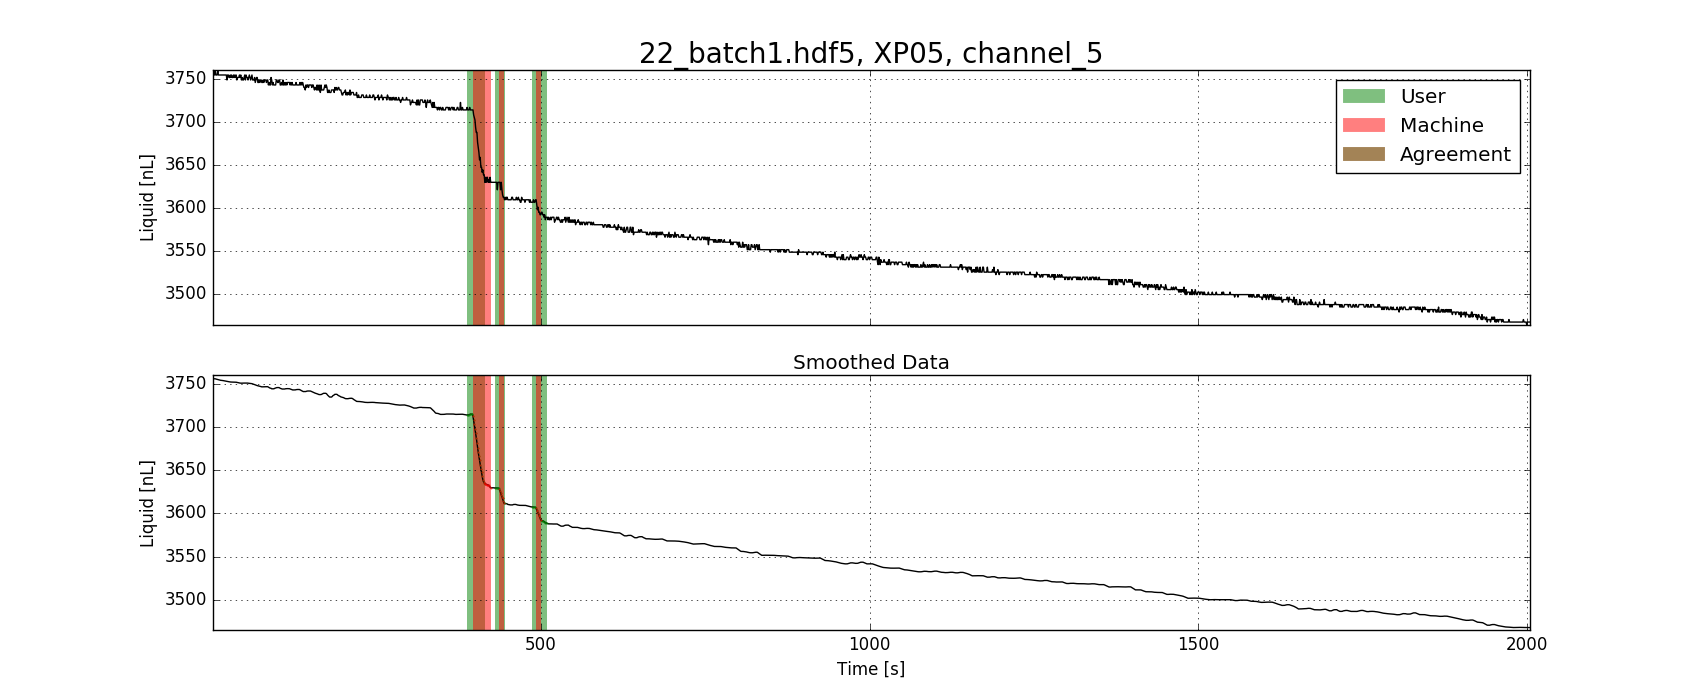 22_batch1.hdf5, XP05, channel_5
3750
3700
3650
3600
3550
3500
Liquid [nL]
User
Machine
Agreement
Smoothed Data
3750
3700
3650
3600
3550
3500
Liquid [nL]
500
1000
1500
2000
Time [s]